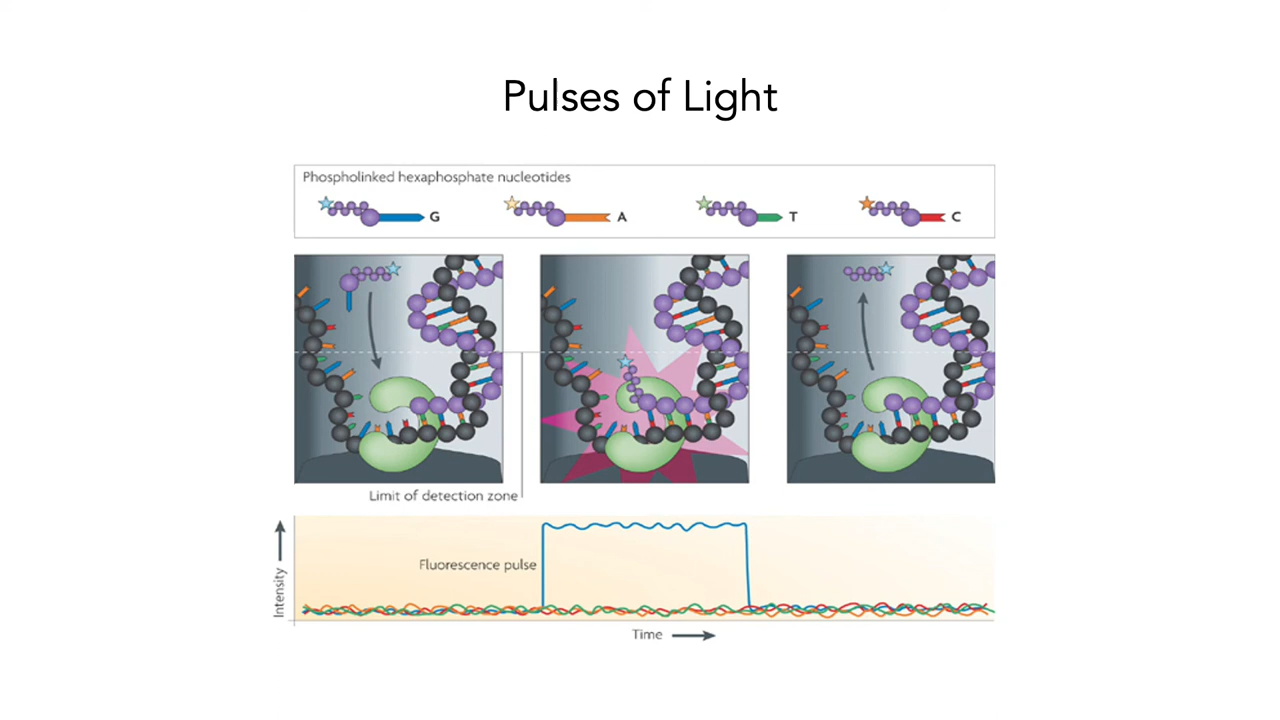 Pulses of Light
Phospholinked hexaphosphate nucleotides
G A T C
Limit of detection zone
Fluorescence pulse
Intensity
Time